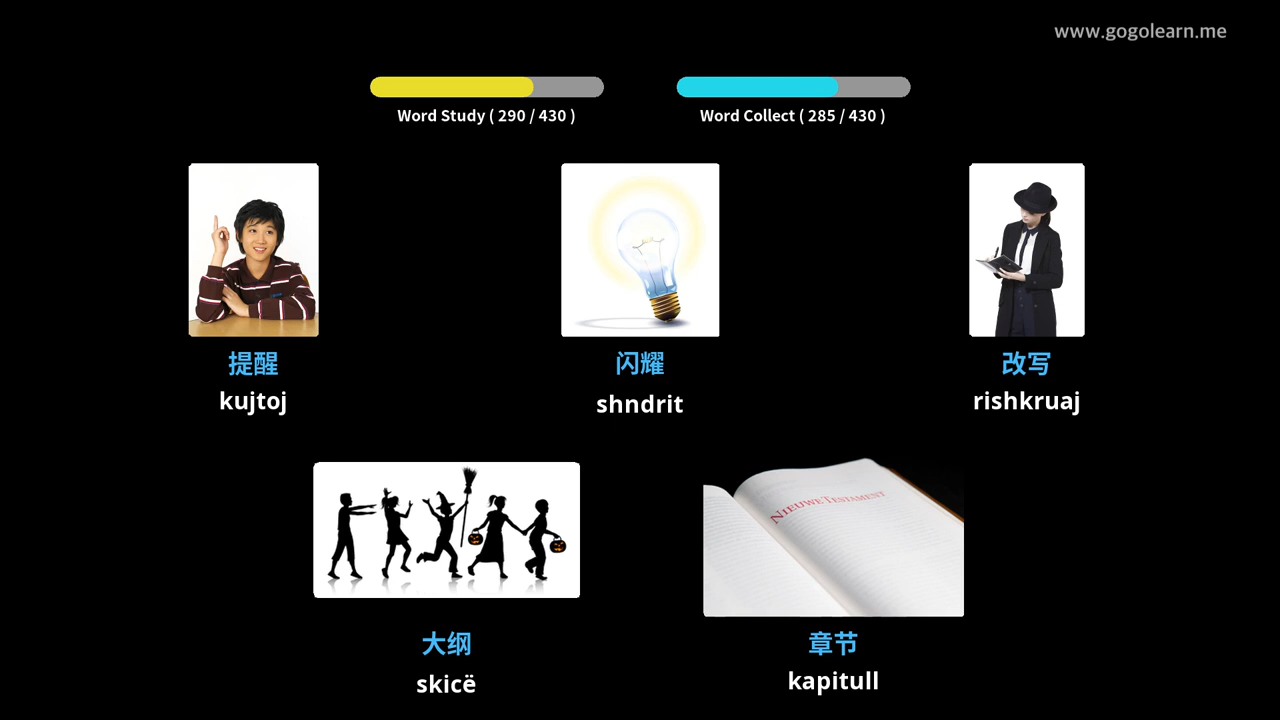 www.gogolearn.me
Word Study ( 290 / 430 )
Word Collect ( 285 / 430 )
提醒
kujtoj
闪耀
shndrit
改写
rishkruaj
NIEUWE TESTAMENT
大纲
skicë
章节
kapitull